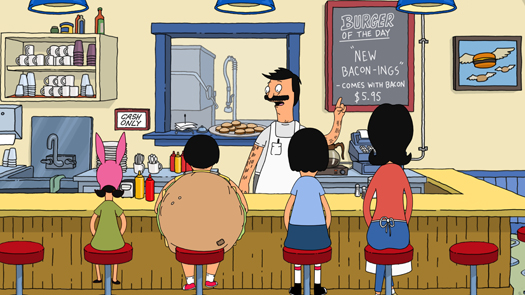 BURGER
OF THE DAY
"NEW
BACON-INGS"
-COMES WITH BACON
$5.95
CASH
ONLY